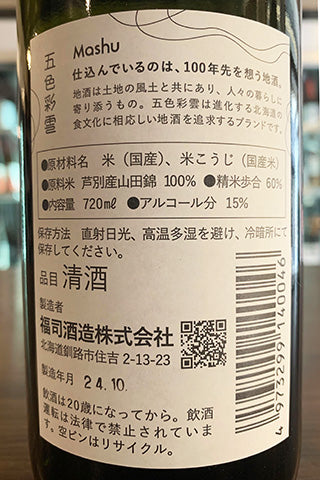 五色彩雲
Mashu
仕込んでいるのは、100年先を想う地酒。
地酒は土地の風土と共にあり、人々の暮らしに
寄り添うもの。五色彩雲は進化する北海道の
食文化に相応しい地酒を追求するブランドです。
●原材料名 米(国産)、米こうじ(国産米)
●原料米 芦別産山田錦 100% ●精米歩合 60%
●内容量 720mℓ ●アルコール分 15%
保存方法 直射日光、高温多湿を避け、冷暗所にて
保存してください。
品目 清酒
製造者
福司酒造株式会社
北海道釧路市住吉 2-13-23
製造年月 24.10.
飲酒は20歳になってから。飲酒
運転は法律で禁止されていま
す。空ビンはリサイクル。
4973299140046